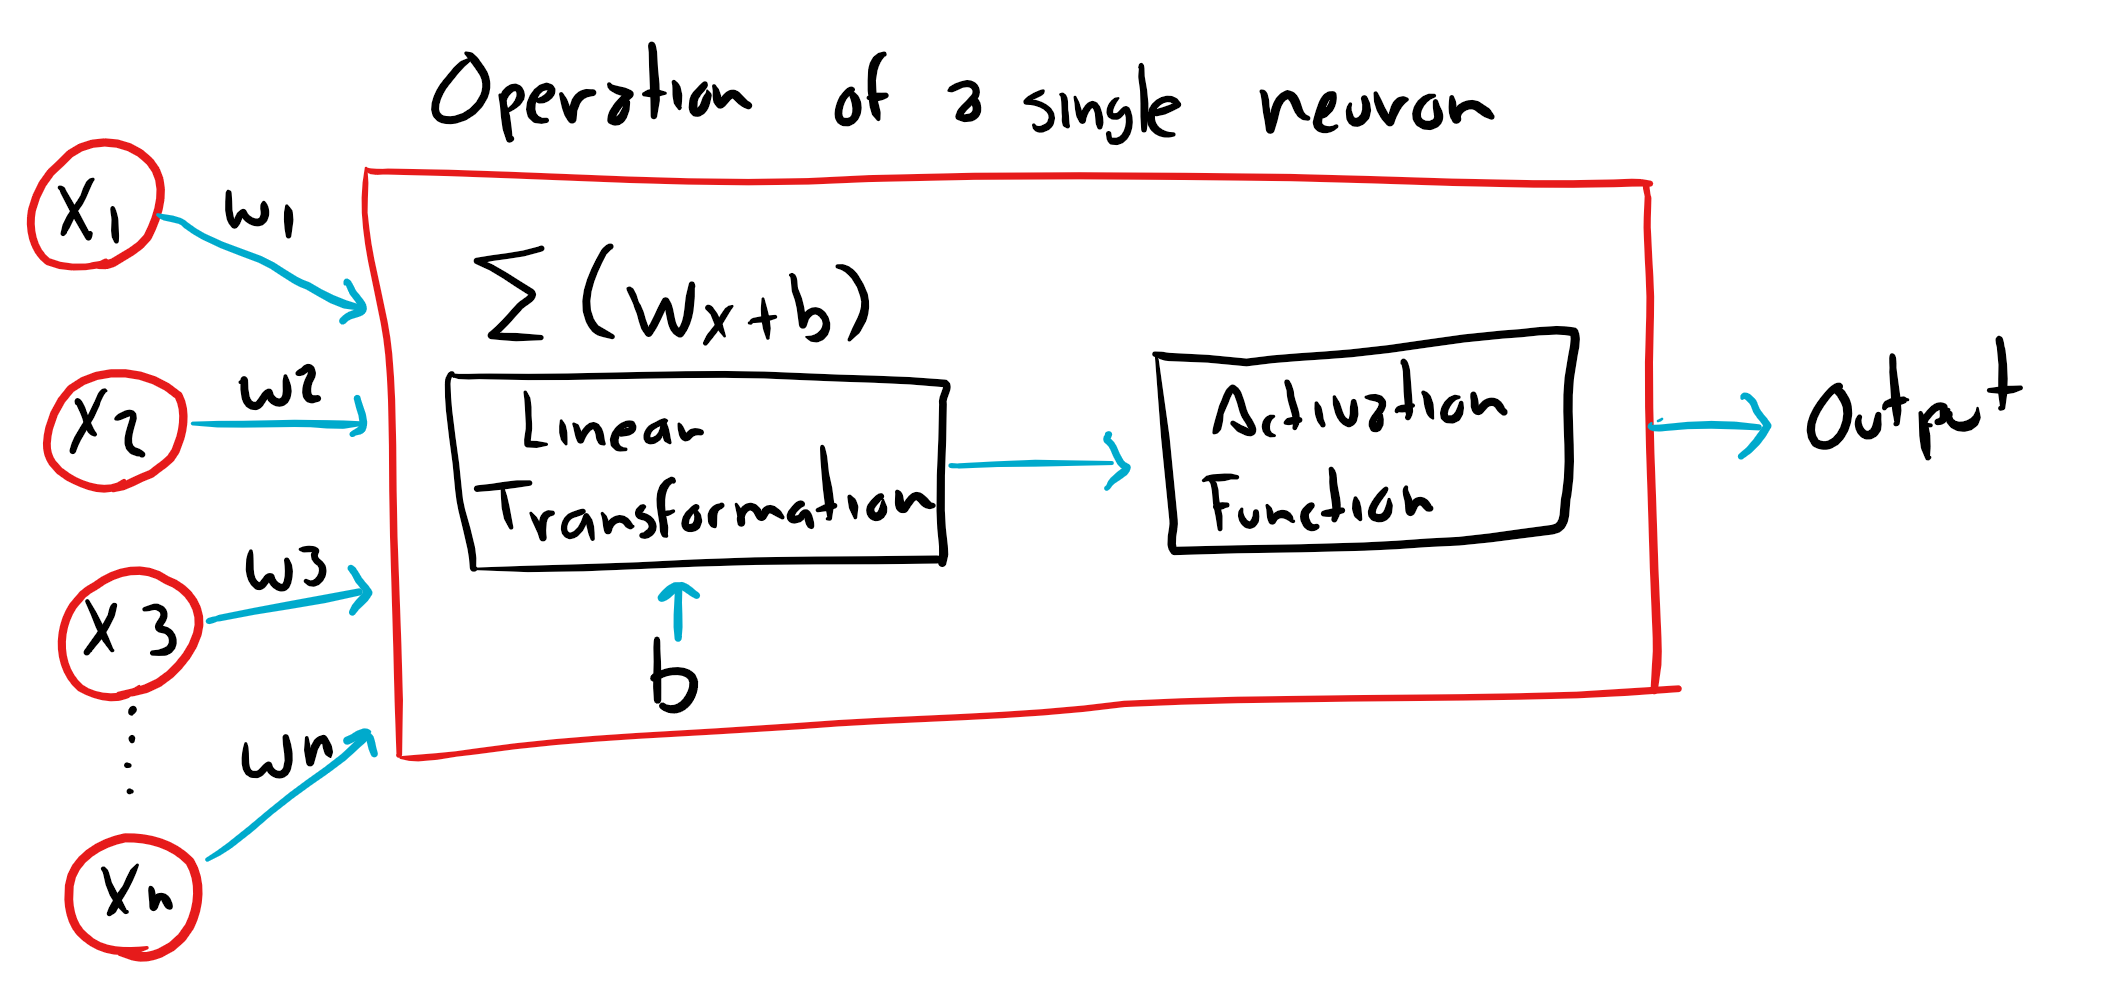 Operation of a single neuron
X1
w1
X2
w2
X3
w3
Xn
wn
∑(Wx+b)
Linear
Transformation
b
Activation
Function
Output